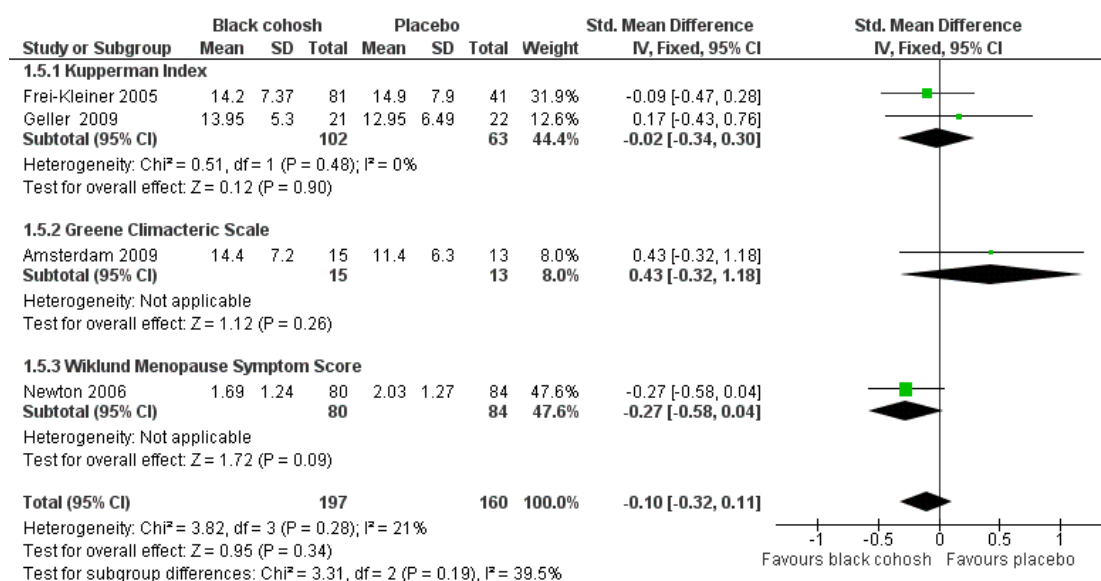 Black cohosh Placebo Std. Mean Difference Std. Mean Difference
Study or Subgroup Mean SD Total Mean SD Total Weight IV, Fixed, 95% CI IV, Fixed, 95% CI
1.5.1 Kupperman Index
Frei-Kleiner 2005 14.2 7.37 81 14.9 7.9 41 31.9% -0.09 [-0.47, 0.28]
Geller 2009 13.95 5.3 21 12.95 6.49 22 12.6% 0.17 [-0.43, 0.76]
Subtotal (95% CI) 102 63 44.4% -0.02 [-0.34, 0.30]
Heterogeneity: Chi² = 0.51, df = 1 (P = 0.48); I² = 0%
Test for overall effect: Z = 0.12 (P = 0.90)
1.5.2 Greene Climacteric Scale
Amsterdam 2009 14.4 7.2 15 11.4 6.3 13 8.0% 0.43 [-0.32, 1.18]
Subtotal (95% CI) 15 13 8.0% 0.43 [-0.32, 1.18]
Heterogeneity: Not applicable
Test for overall effect: Z = 1.12 (P = 0.26)
1.5.3 Wiklund Menopause Symptom Score
Newton 2006 1.69 1.24 80 2.03 1.27 84 47.6% -0.27 [-0.58, 0.04]
Subtotal (95% CI) 80 84 47.6% -0.27 [-0.58, 0.04]
Heterogeneity: Not applicable
Test for overall effect: Z = 1.72 (P = 0.09)
Total (95% CI) 197 160 100.0% -0.10 [-0.32, 0.11]
Heterogeneity: Chi² = 3.82, df = 3 (P = 0.28); I² = 21%
Test for overall effect: Z = 0.95 (P = 0.34)
Test for subgroup differences: Chi² = 3.31, df = 2 (P = 0.19), I² = 39.5%
-1 -0.5 0 0.5 1
Favours black cohosh Favours placebo